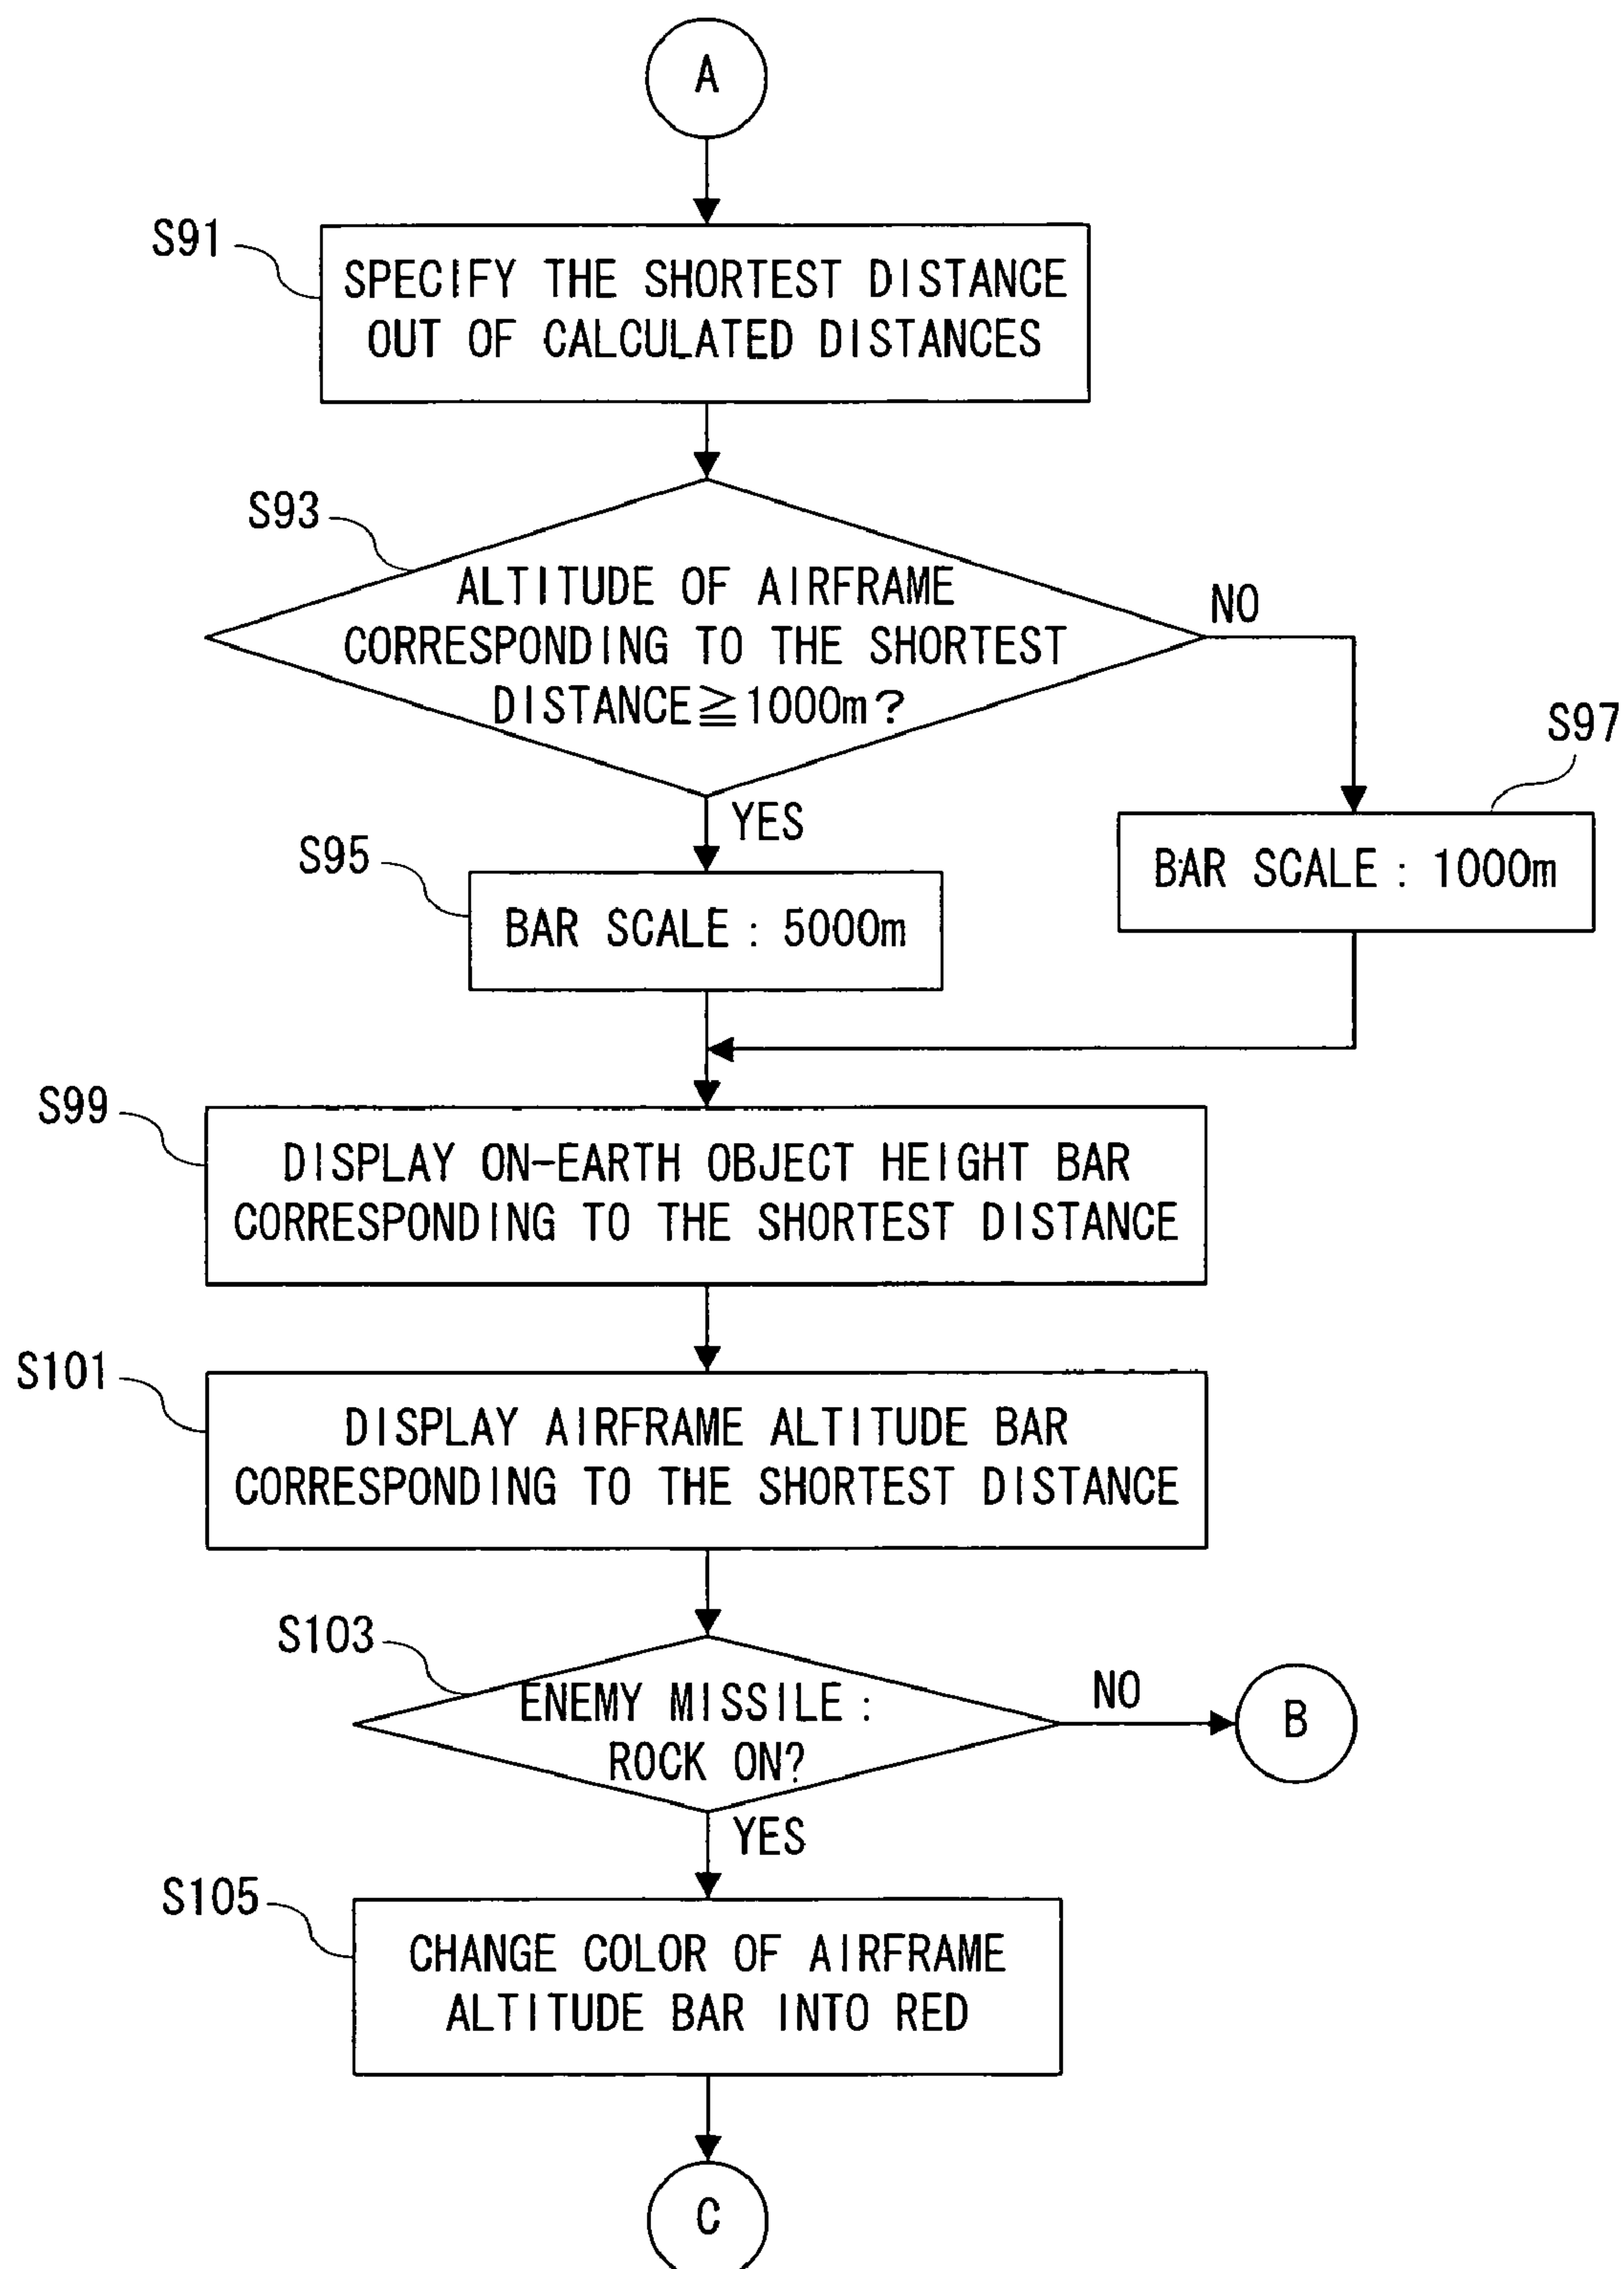 A
S91
SPECIFY THE SHORTEST DISTANCE
OUT OF CALCULATED DISTANCES
S93
ALTITUDE OF AIRFRAME
CORRESPONDING TO THE SHORTEST
DISTANCE≧1000m?
NO
YES
S97
BAR SCALE : 1000m
S95
BAR SCALE : 5000m
S99
DISPLAY ON-EARTH OBJECT HEIGHT BAR
CORRESPONDING TO THE SHORTEST DISTANCE
S101
DISPLAY AIRFRAME ALTITUDE BAR
CORRESPONDING TO THE SHORTEST DISTANCE
S103
ENEMY MISSILE :
ROCK ON?
NO
B
YES
S105
CHANGE COLOR OF AIRFRAME
ALTITUDE BAR INTO RED
C